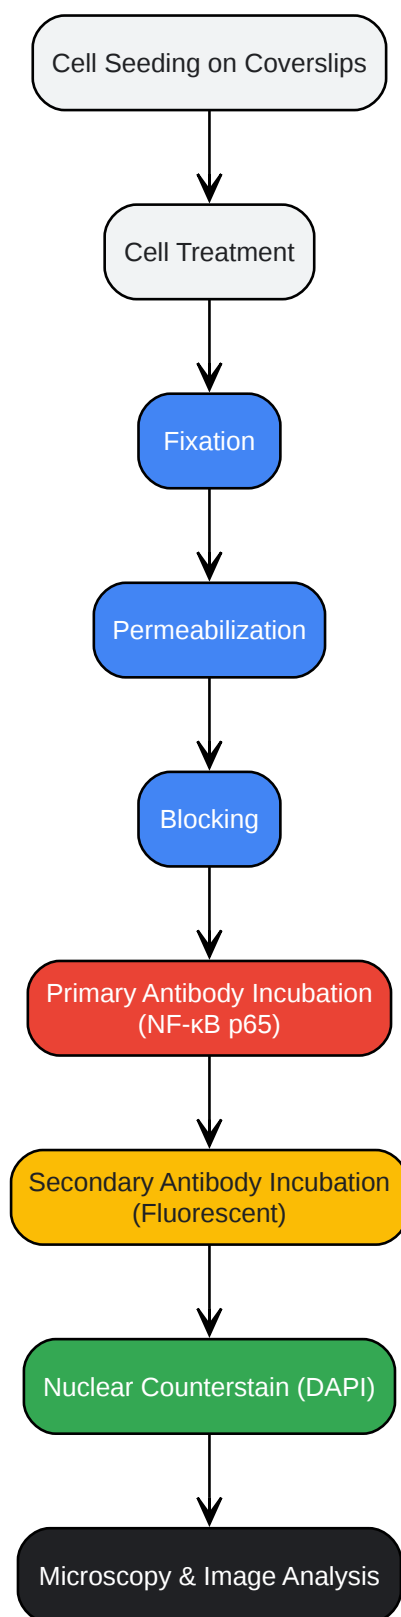 Cell Seeding on Coverslips
Cell Treatment
Fixation
Permeabilization
Blocking
Primary Antibody Incubation
(NF-κB p65)
Secondary Antibody Incubation
(Fluorescent)
Nuclear Counterstain (DAPI)
Microscopy & Image Analysis